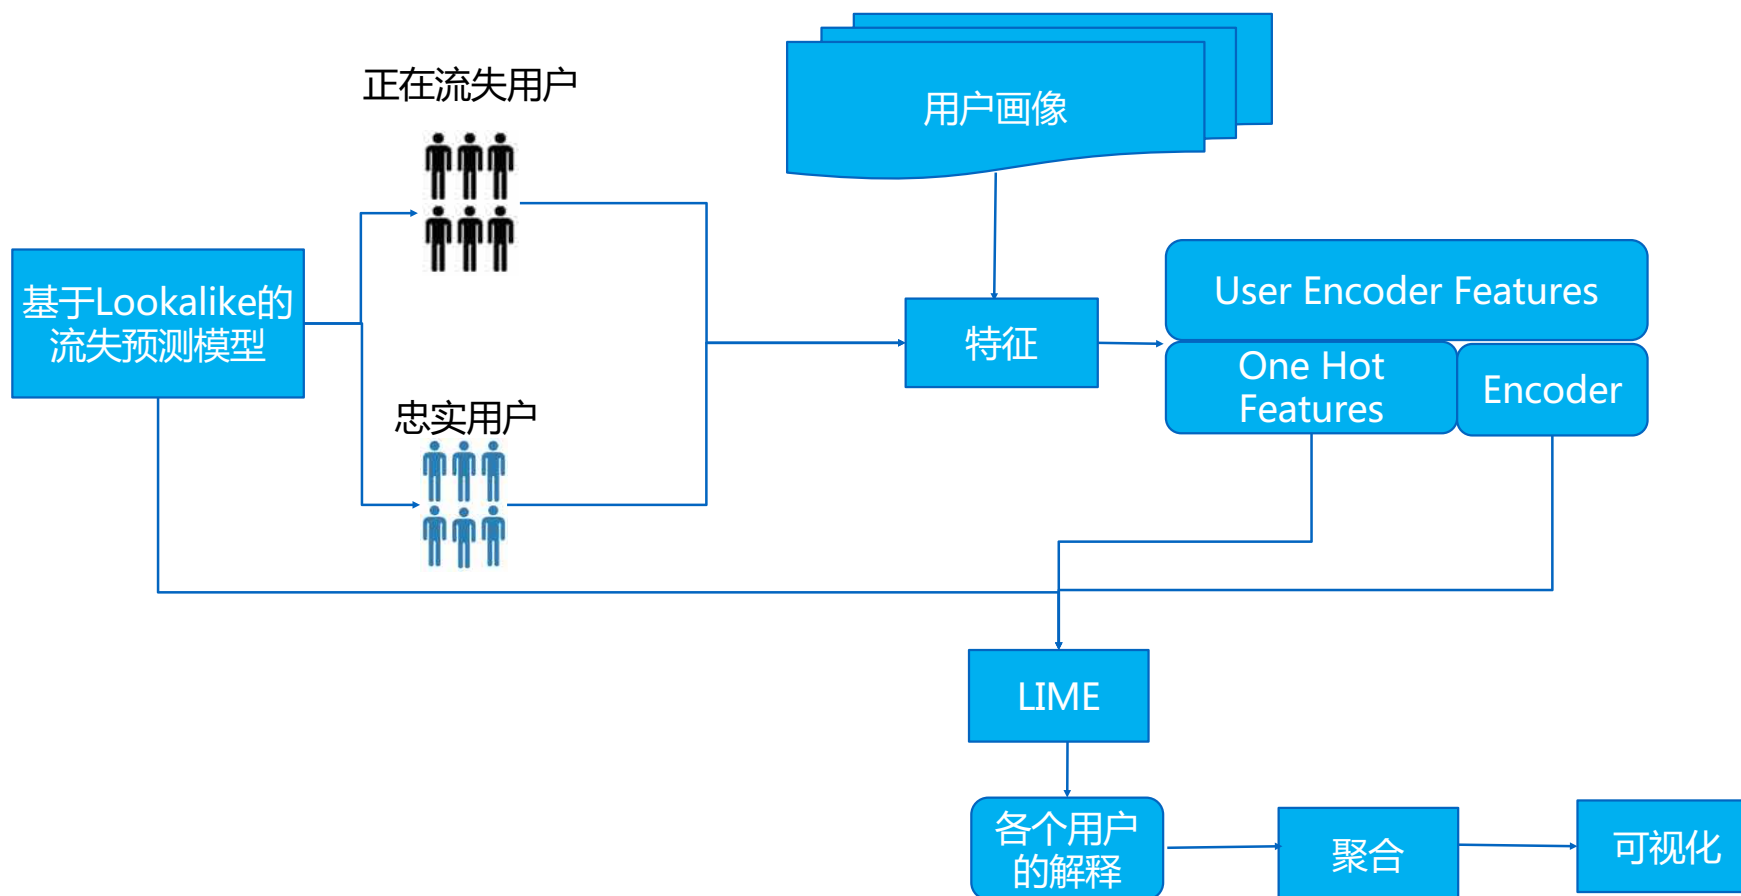 正在流失用户
用户画像
基于Lookalike的
流失预测模型
User Encoder Features
特征
One Hot
Features
Encoder
忠实用户
LIME
各个用户
的解释
聚合
可视化